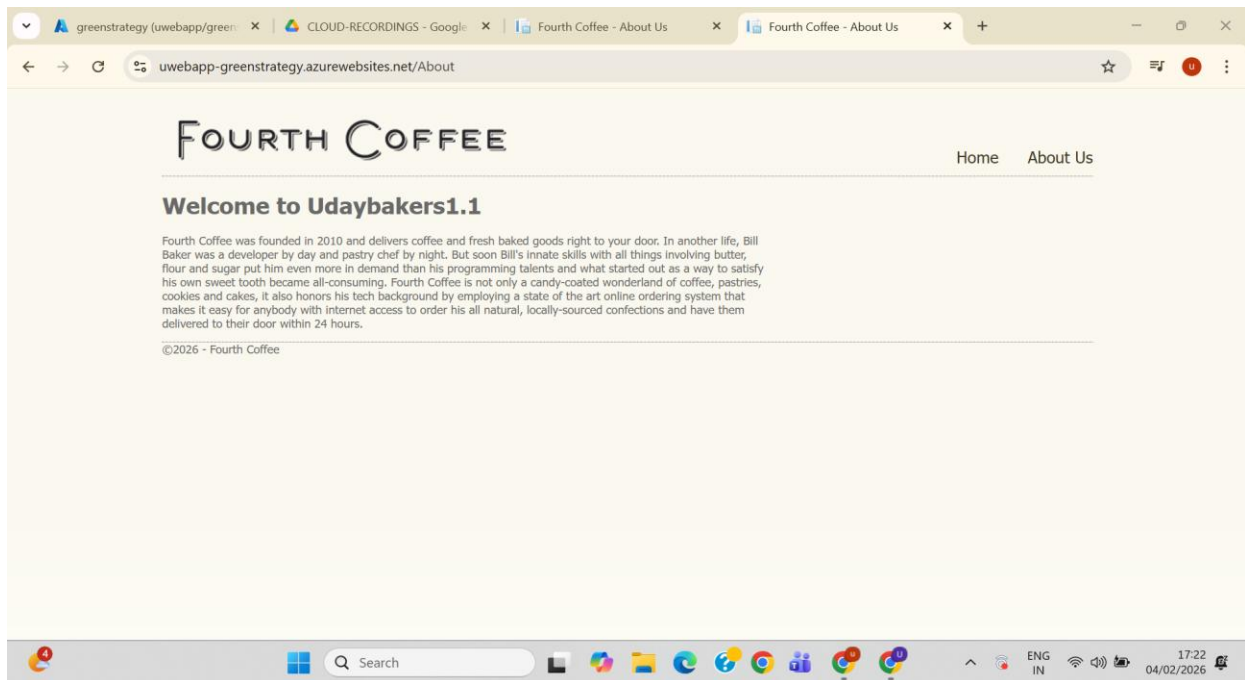 greenstrategy (uwebapp/green
CLOUD-RECORDINGS - Google
Fourth Coffee - About Us
Fourth Coffee - About Us
uwebapp-greenstrategy.azurewebsites.net/About
u
FOURTH COFFEE
Home About Us
Welcome to Udaybakers1.1
Fourth Coffee was founded in 2010 and delivers coffee and fresh baked goods right to your door. In another life, Bill
Baker was a developer by day and pastry chef by night. But soon Bill's innate skills with all things involving butter,
flour and sugar put him even more in demand than his programming talents and what started out as a way to satisfy
his own sweet tooth became all-consuming. Fourth Coffee is not only a candy-coated wonderland of coffee, pastries,
cookies and cakes, it also honors his tech background by employing a state of the art online ordering system that
makes it easy for anybody with internet access to order his all natural, locally-sourced confections and have them
delivered to their door within 24 hours.
©2026 - Fourth Coffee
4
Search
ENG
IN
17:22
04/02/2026